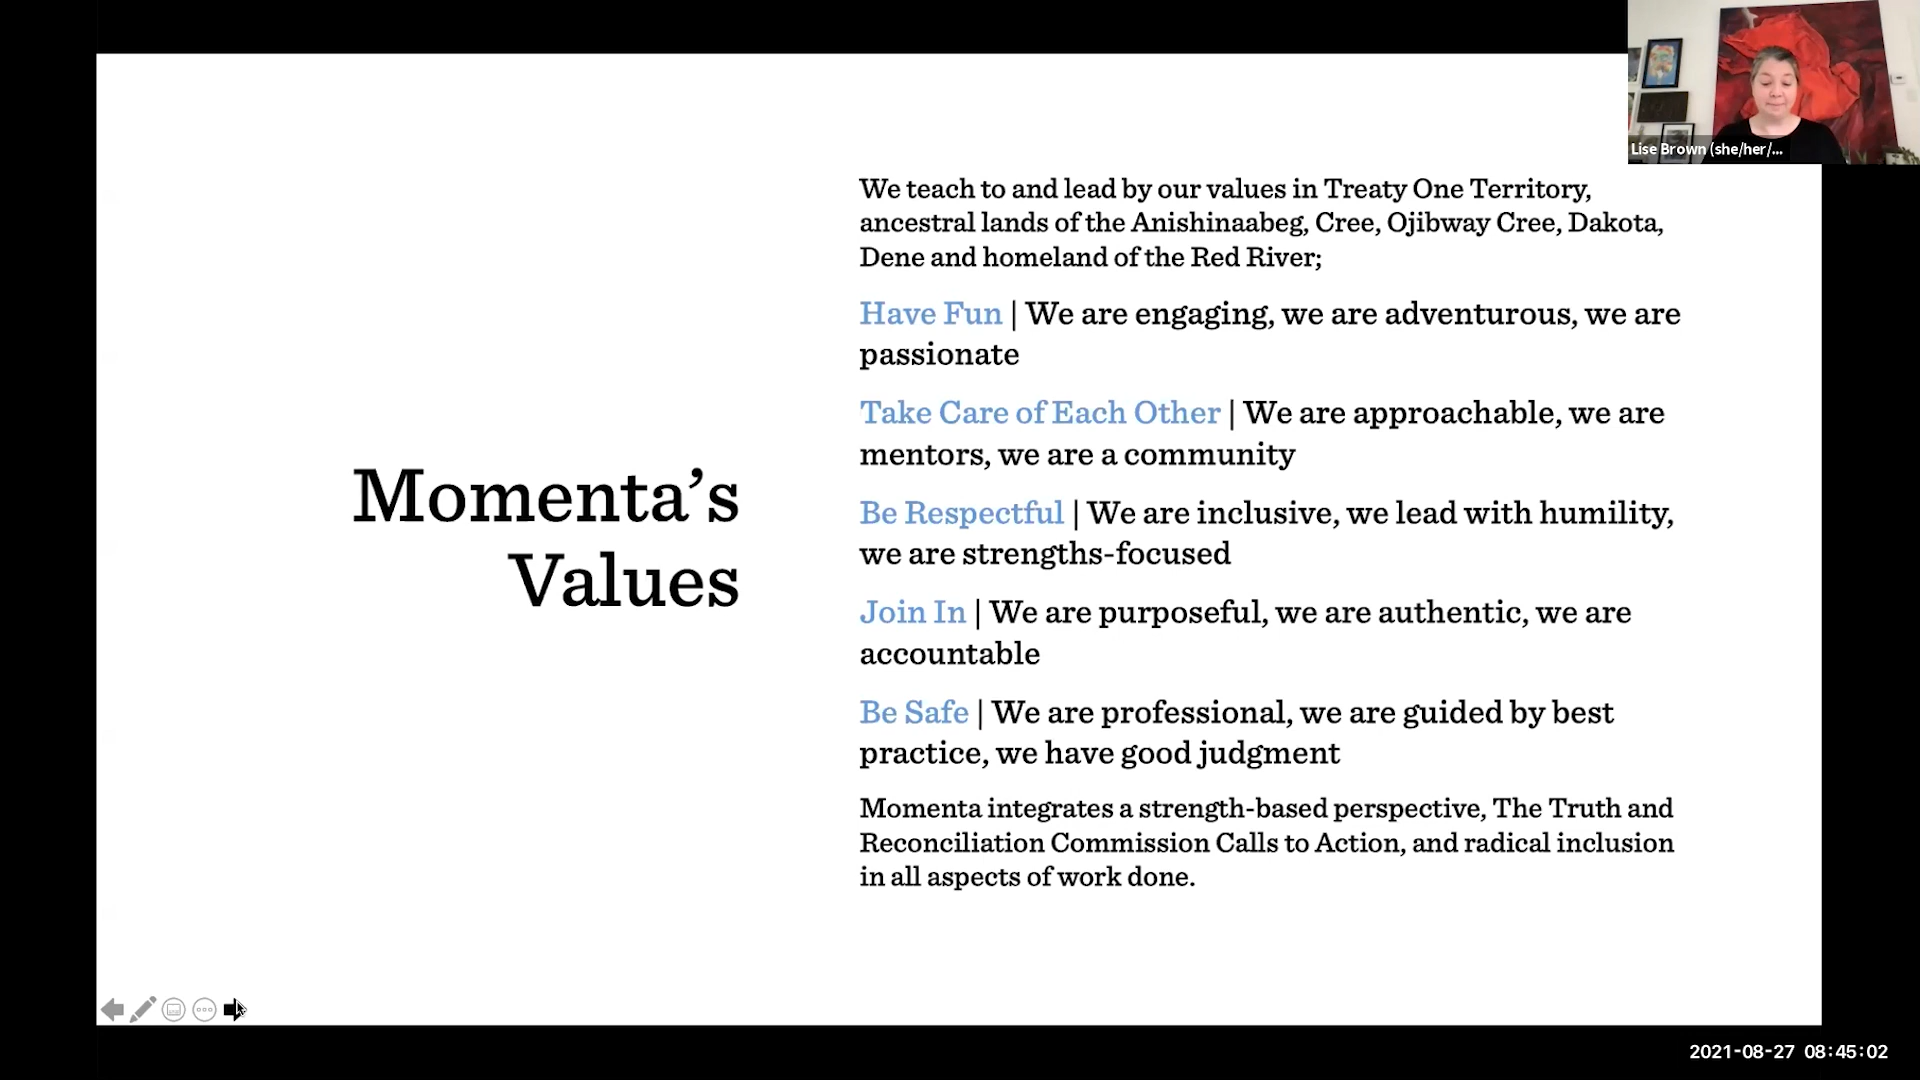 Lise Brown (she/her/...
We teach to and lead by our values in Treaty One Territory,
ancestral lands of the Anishinaabeg, Cree, Ojibway Cree, Dakota,
Dene and homeland of the Red River;
Have Fun | We are engaging, we are adventurous, we are
passionate
Take Care of Each Other | We are approachable, we are
mentors, we are a community
Momenta’s
Values
Be Respectful | We are inclusive, we lead with humility,
we are strengths-focused
Join In | We are purposeful, we are authentic, we are
accountable
Be Safe | We are professional, we are guided by best
practice, we have good judgment
Momenta integrates a strength-based perspective, The Truth and
Reconciliation Commission Calls to Action, and radical inclusion
in all aspects of work done.
2021-08-27 08:45:02